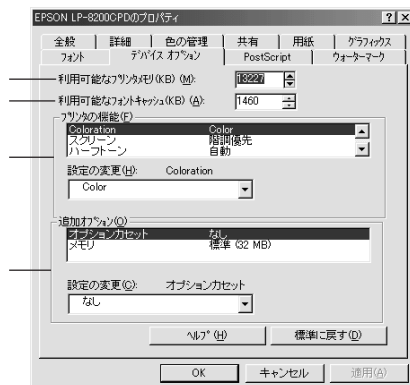 EPSON LP-8200CPDのプロパティ
全般 詳細 色の管理 共有 用紙 グラフィックス
フォント デバイス オプション PostScript ウォーターマーク
利用可能なプリンタメモリ(KB) (M): 13227
利用可能なフォントキャッシュ(KB) (A): 1460
プリンタの機能(F)
Coloration Color
スクリーン 階調優先
ハーフトーン 自動
設定の変更(H): Coloration
Color
追加オプション(O)
オプションカセット なし
メモリ 標準 (32 MB)
設定の変更(C): オプションカセット
なし
ヘルプ (H) 標準に戻す(D)
OK キャンセル 適用(A)